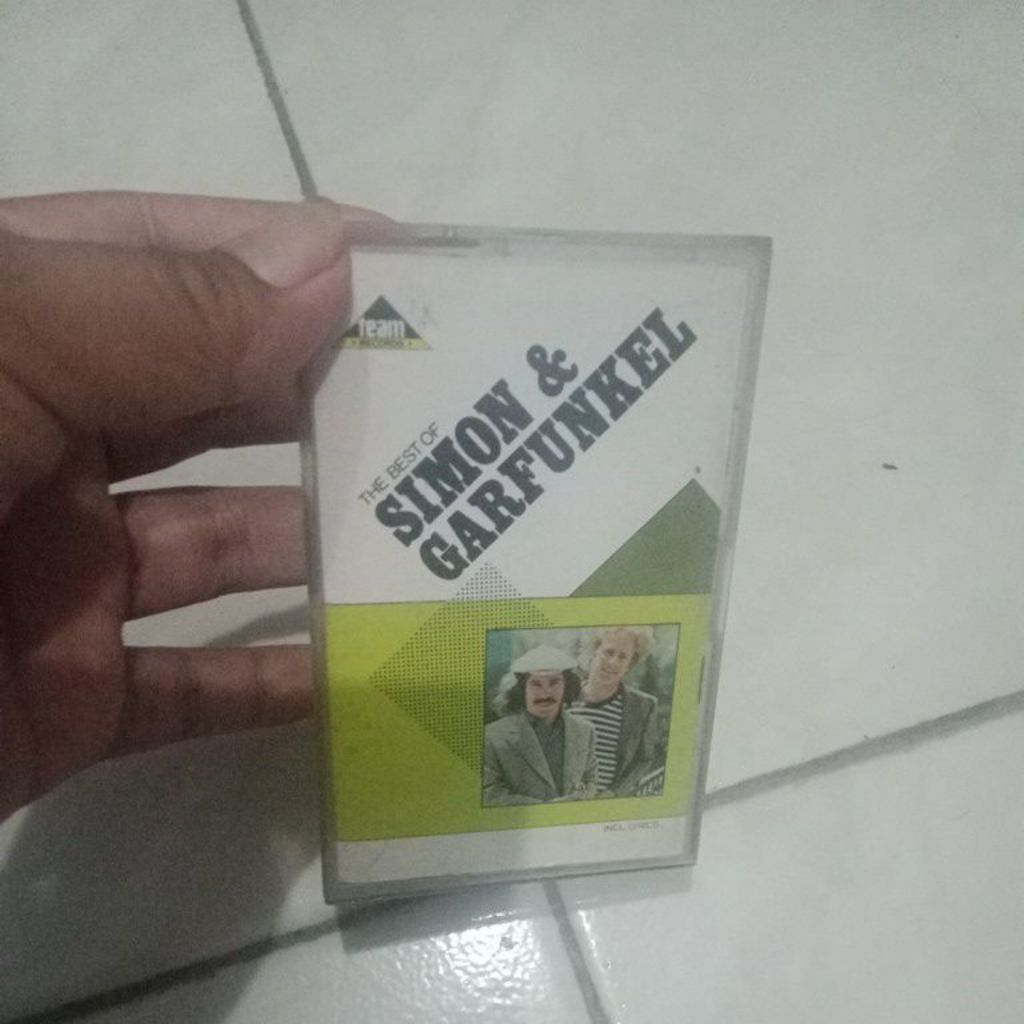 team
RECORDS
THE BEST OF
SIMON &
GARFUNKEL
INCL. LYRICS